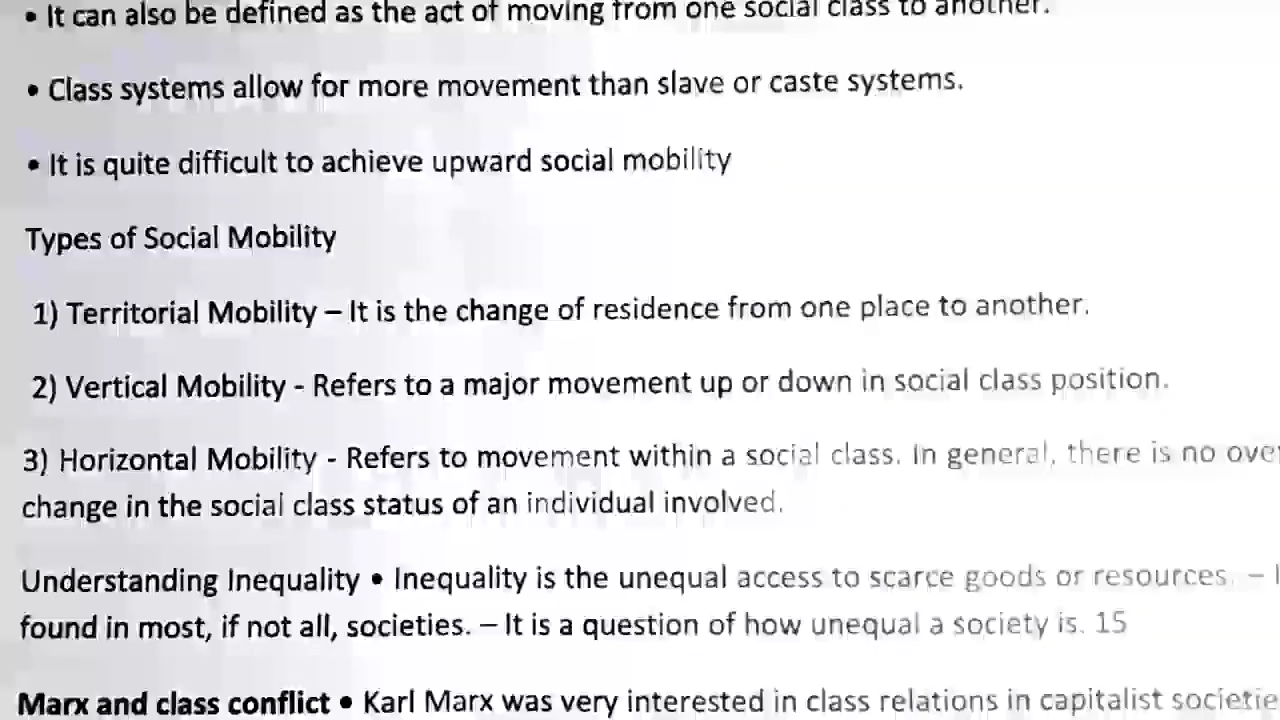 • It can also be defined as the act of moving from one social class to another.
• Class systems allow for more movement than slave or caste systems.
• It is quite difficult to achieve upward social mobility
Types of Social Mobility
1) Territorial Mobility – It is the change of residence from one place to another.
2) Vertical Mobility - Refers to a major movement up or down in social class position.
3) Horizontal Mobility - Refers to movement within a social class. In general, there is no
change in the social class status of an individual involved.
Understanding Inequality • Inequality is the unequal access to scarce goods or resources. –
found in most, if not all, societies. – It is a question of how unequal a society is. 15
Marx and class conflict • Karl Marx was very interested in class relations in capitalist